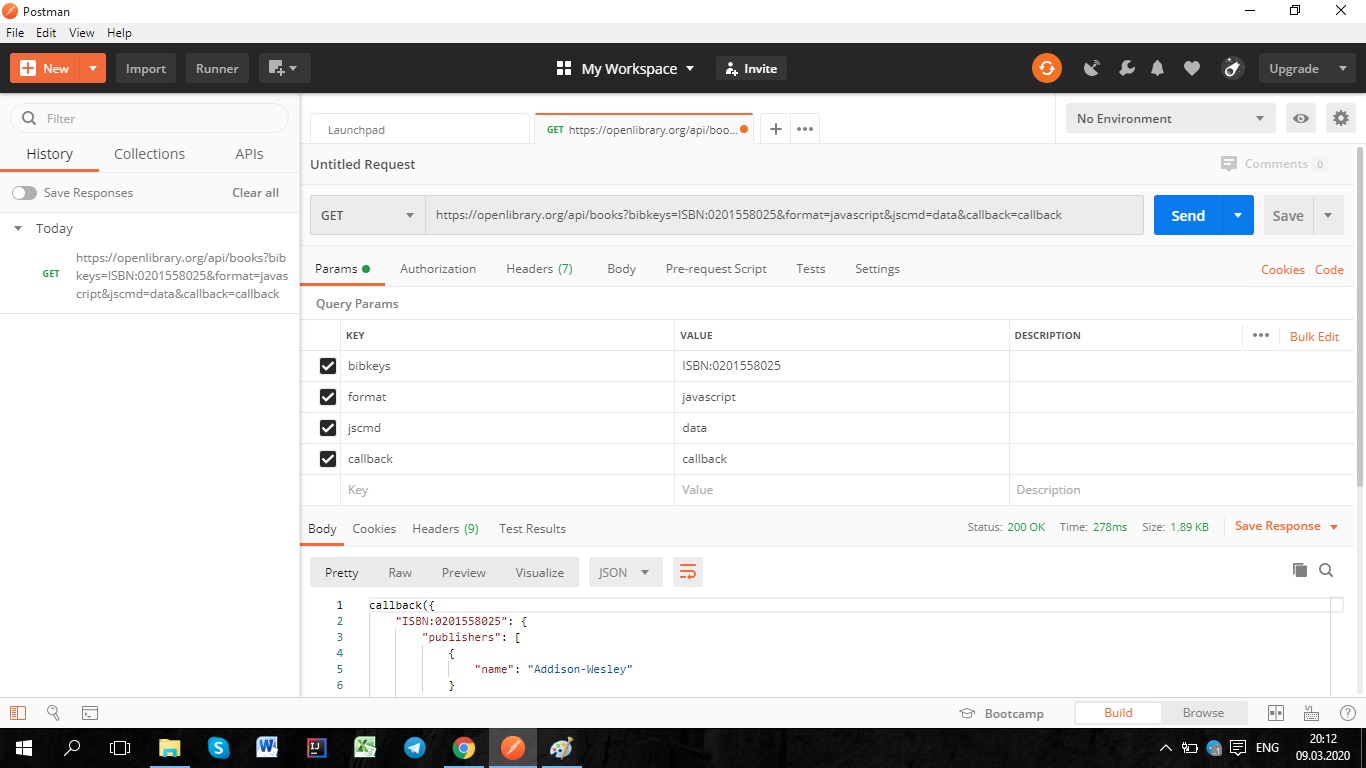 Postman
File Edit View Help
New Import Runner My Workspace Invite Upgrade
Filter
History Collections APIs
Save Responses Clear all
Today
GET
https://openlibrary.org/api/books?bib
keys=ISBN:0201558025&format=javas
cript&jscmd=data&callback=callback
Launchpad GET https://openlibrary.org/api/boo... + No Environment
Untitled Request Comments 0
GET https://openlibrary.org/api/books?bibkeys=ISBN:0201558025&format=javascript&jscmd=data&callback=callback Send Save
Params Authorization Headers (7) Body Pre-request Script Tests Settings Cookies Code
Query Params
KEY VALUE DESCRIPTION Bulk Edit
bibkeys ISBN:0201558025
format javascript
jscmd data
callback callback
Key Value Description
Body Cookies Headers (9) Test Results Status: 200 OK Time: 278ms Size: 1.89 KB Save Response
Pretty Raw Preview Visualize JSON
1 callback({
2 "ISBN:0201558025": {
3 "publishers": [
4 {
5 "name": "Addison-Wesley"
6 }
Bootcamp Build Browse
ENG 20:12
09.03.2020